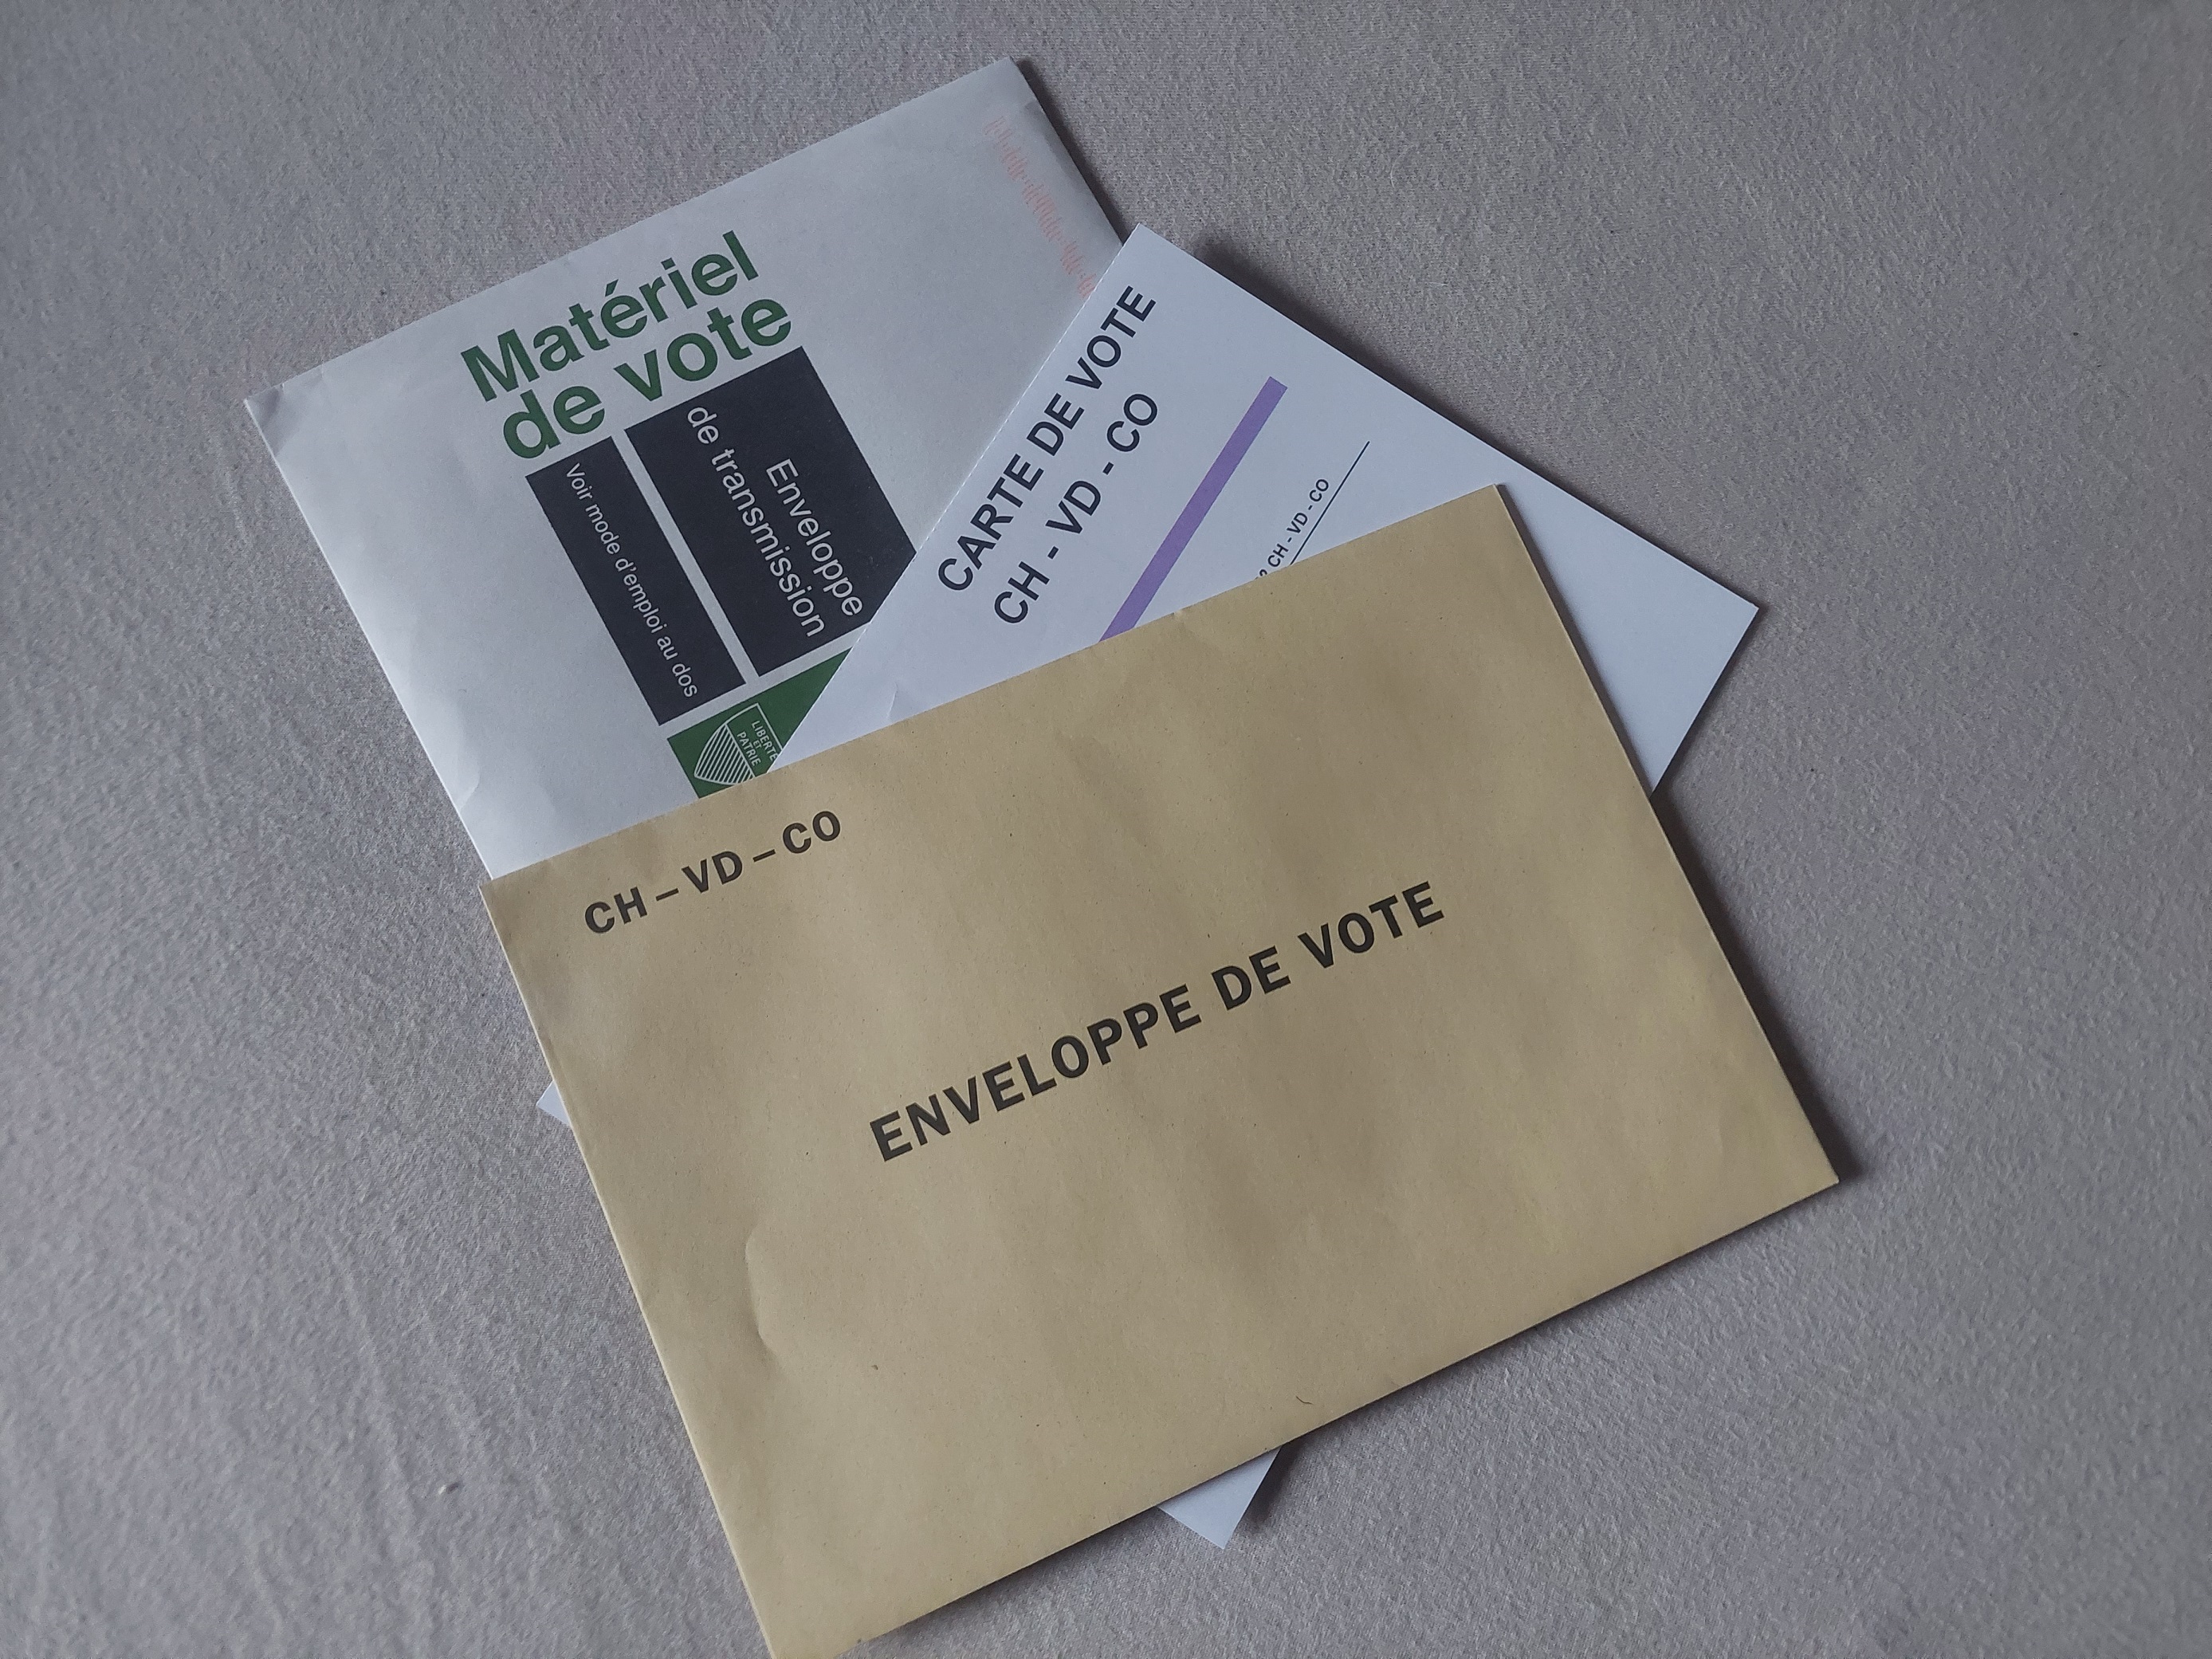 Matériel
de vote
Enveloppe
de transmission
Voir mode d'emploi au dos
LIBERTÉ
ET
PATRIE
CARTE DE VOTE
CH - VD - CO
CH - VD - CO
CH – VD – CO
ENVELOPPE DE VOTE